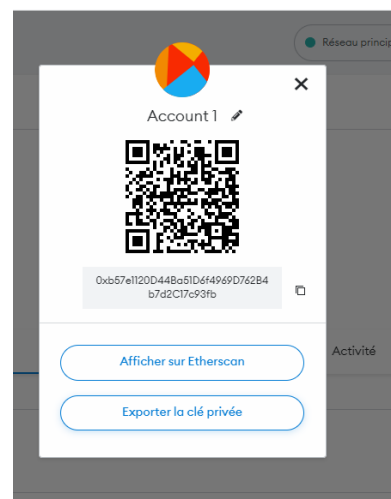 Réseau princip
Account 1
0xb57e1120D44Ba51D6f4969D762B4
b7d2C17c93fb
Activité
Afficher sur Etherscan
Exporter la clé privée